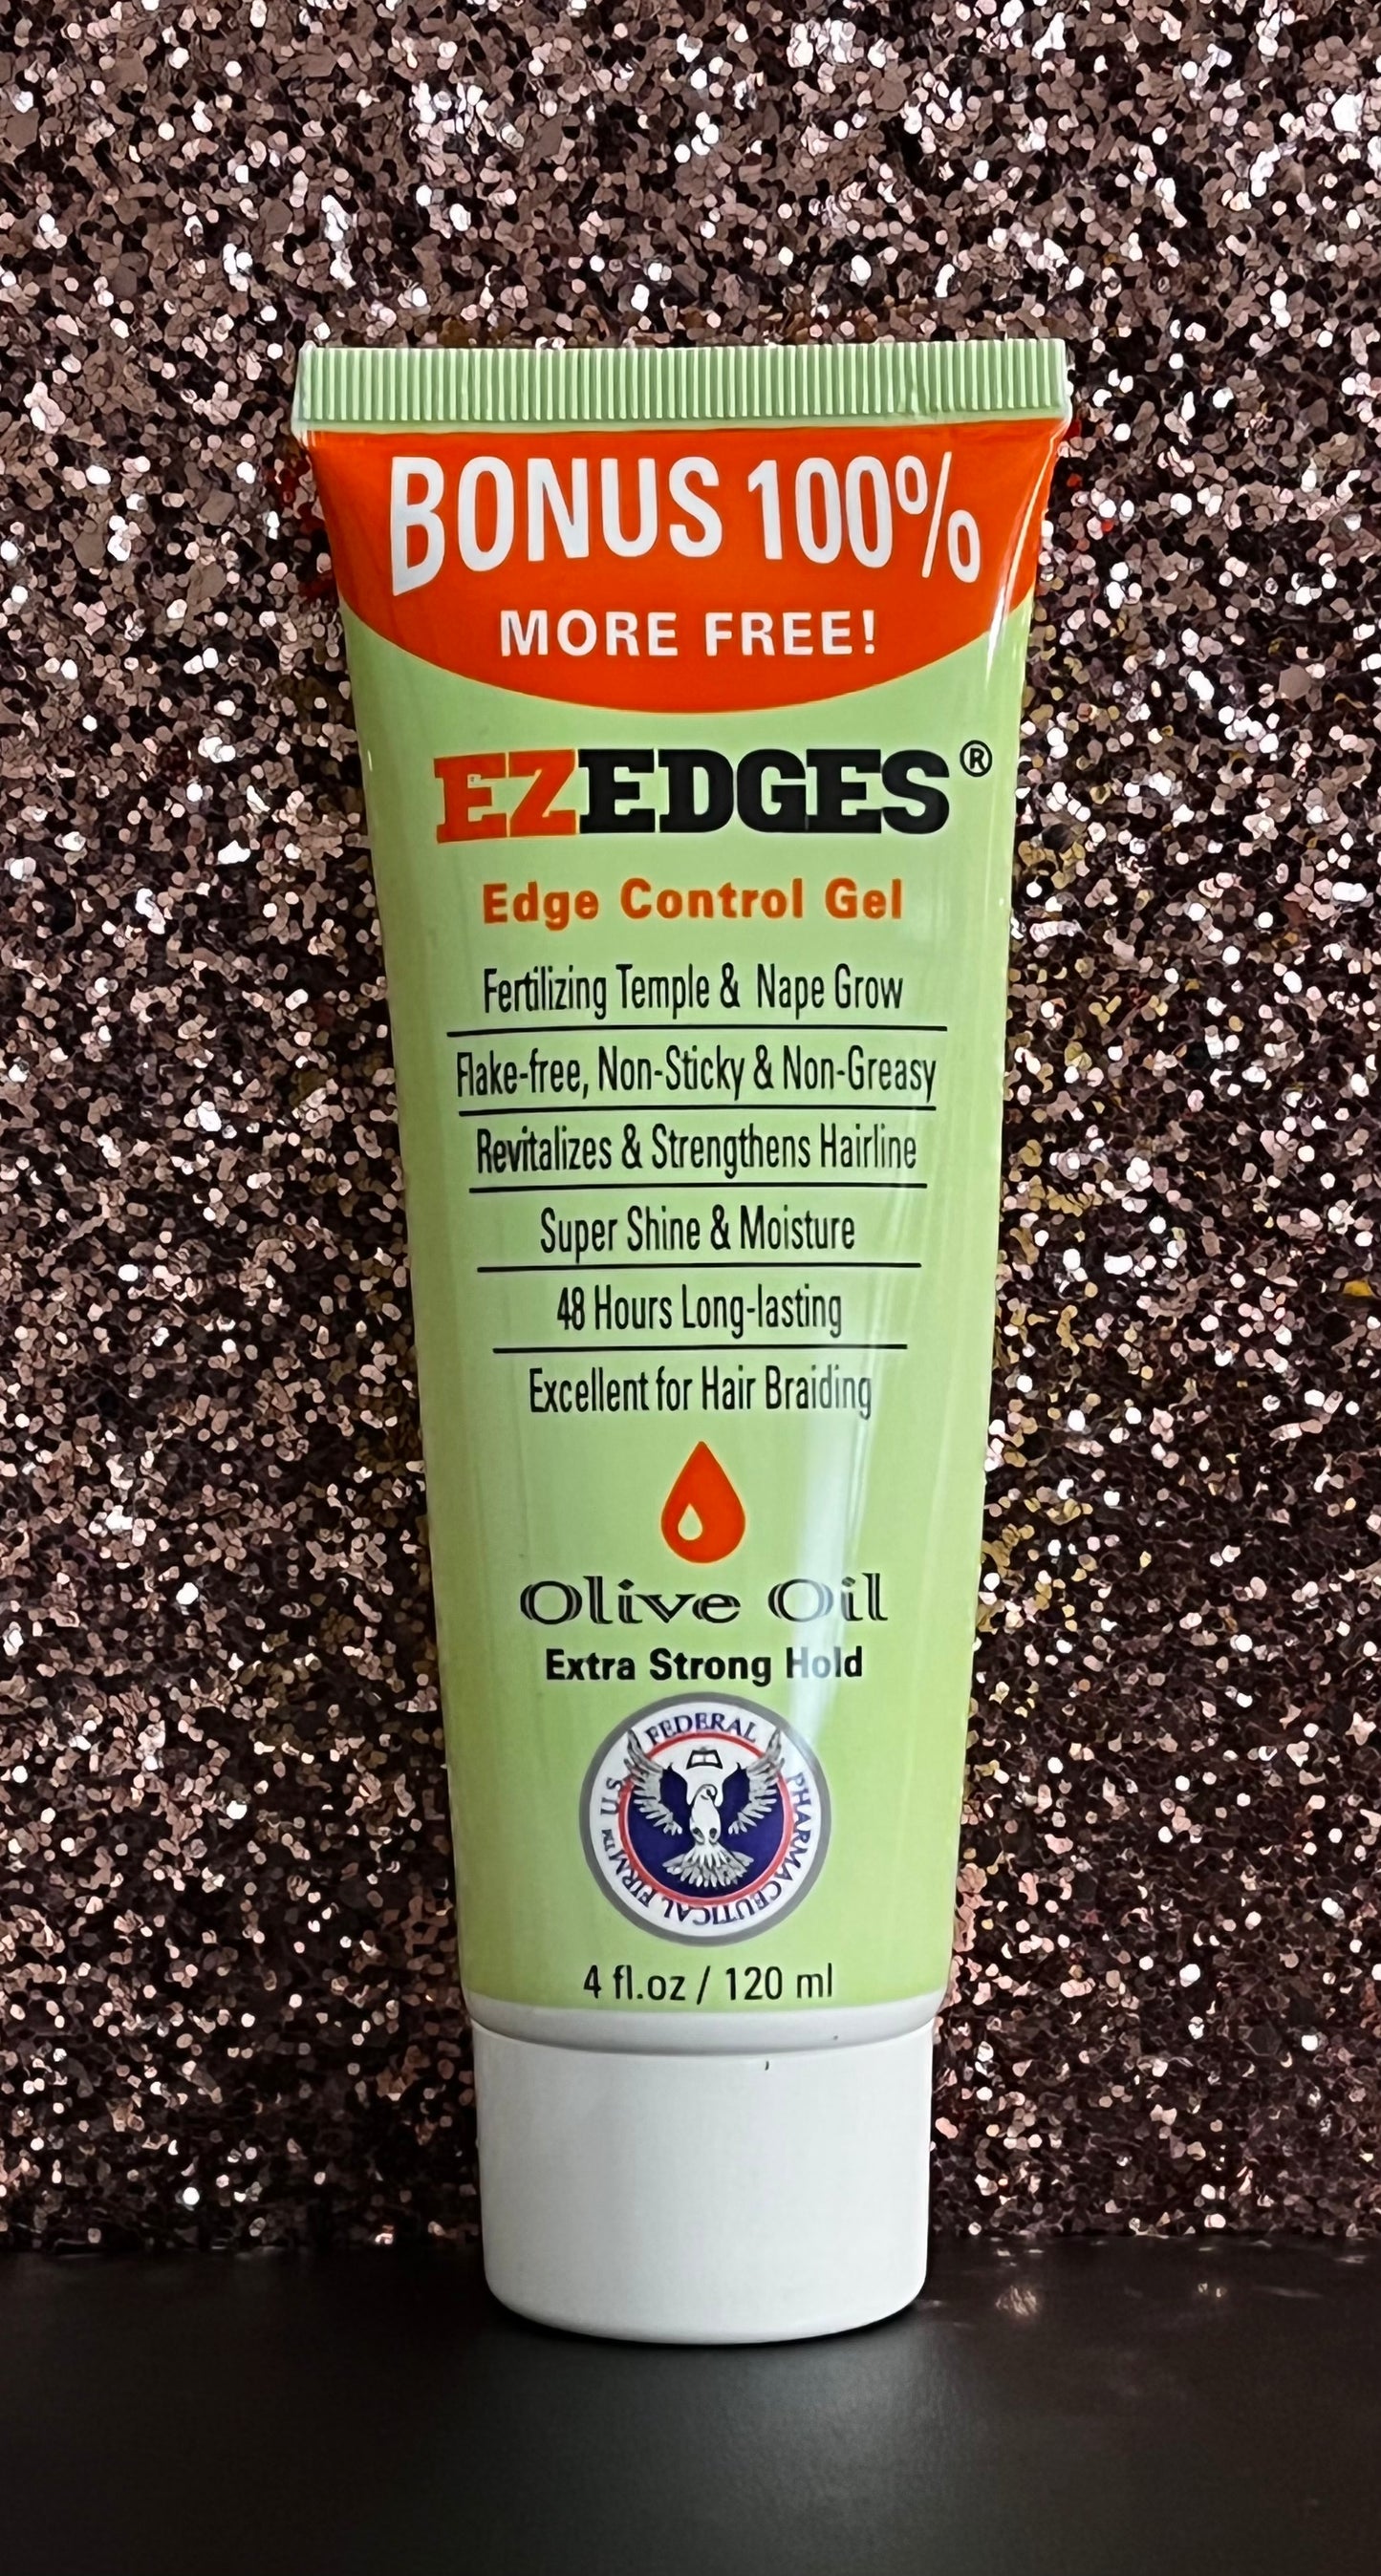 BONUS 100%
MORE FREE!
EZEDGES®
Edge Control Gel
Fertilizing Temple & Nape Grow
Flake-free, Non-Sticky & Non-Greasy
Revitalizes & Strengthens Hairline
Super Shine & Moisture
48 Hours Long-lasting
Excellent for Hair Braiding
Olive Oil
Extra Strong Hold
U.S. FEDERAL PHARMACEUTICAL FIRM™
4 fl.oz / 120 ml